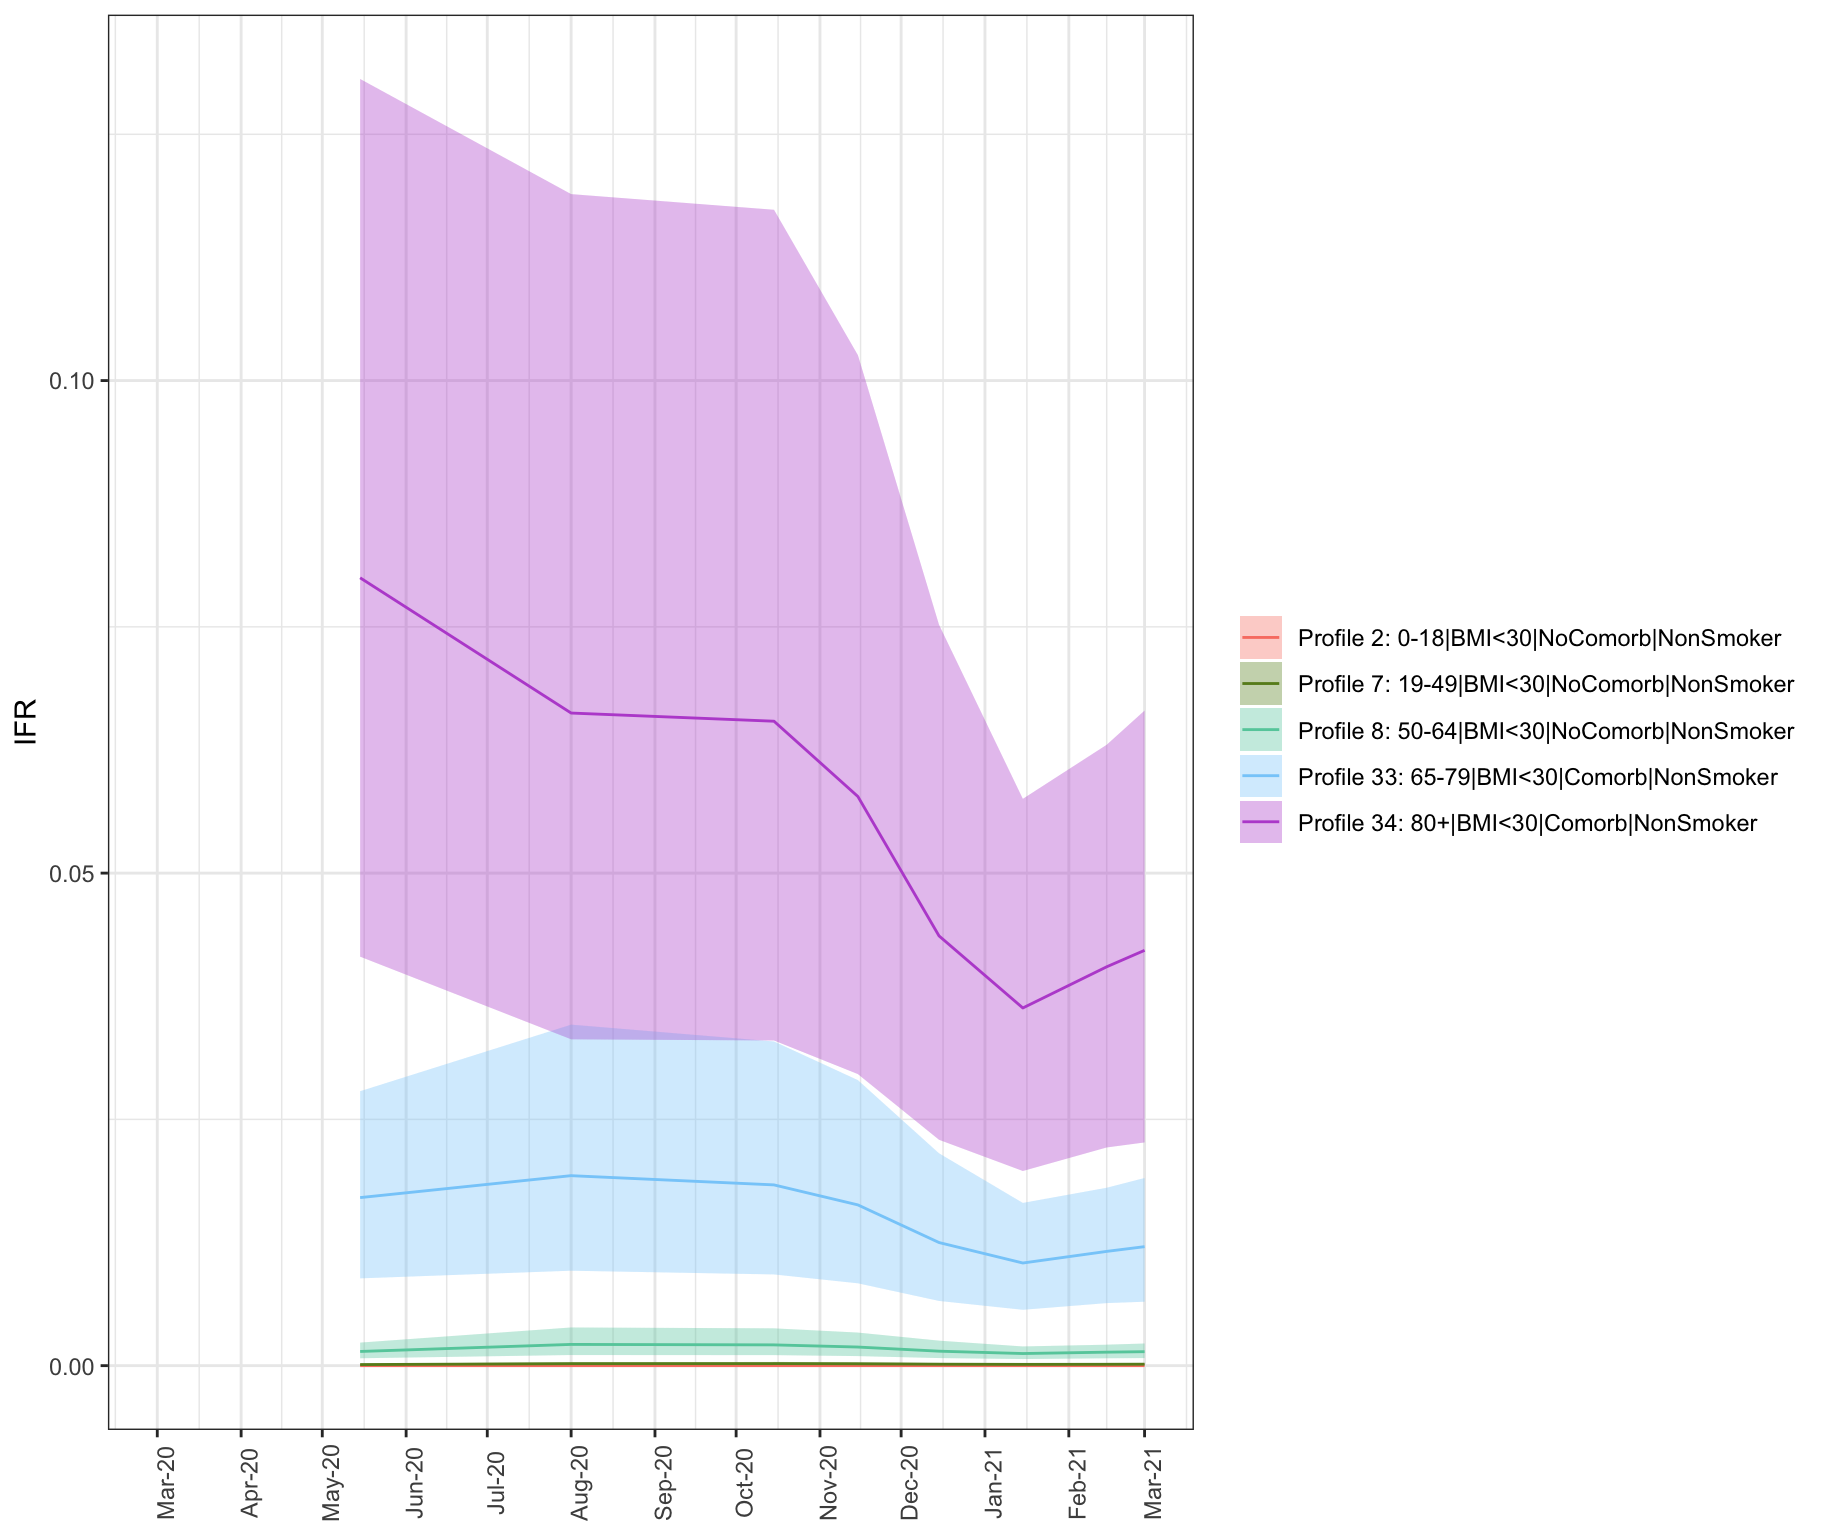 IFR
0.10
0.05
0.00
Mar-20
Apr-20
May-20
Jun-20
Jul-20
Aug-20
Sep-20
Oct-20
Nov-20
Dec-20
Jan-21
Feb-21
Mar-21
Profile 2: 0-18|BMI<30|NoComorb|NonSmoker
Profile 7: 19-49|BMI<30|NoComorb|NonSmoker
Profile 8: 50-64|BMI<30|NoComorb|NonSmoker
Profile 33: 65-79|BMI<30|Comorb|NonSmoker
Profile 34: 80+|BMI<30|Comorb|NonSmoker